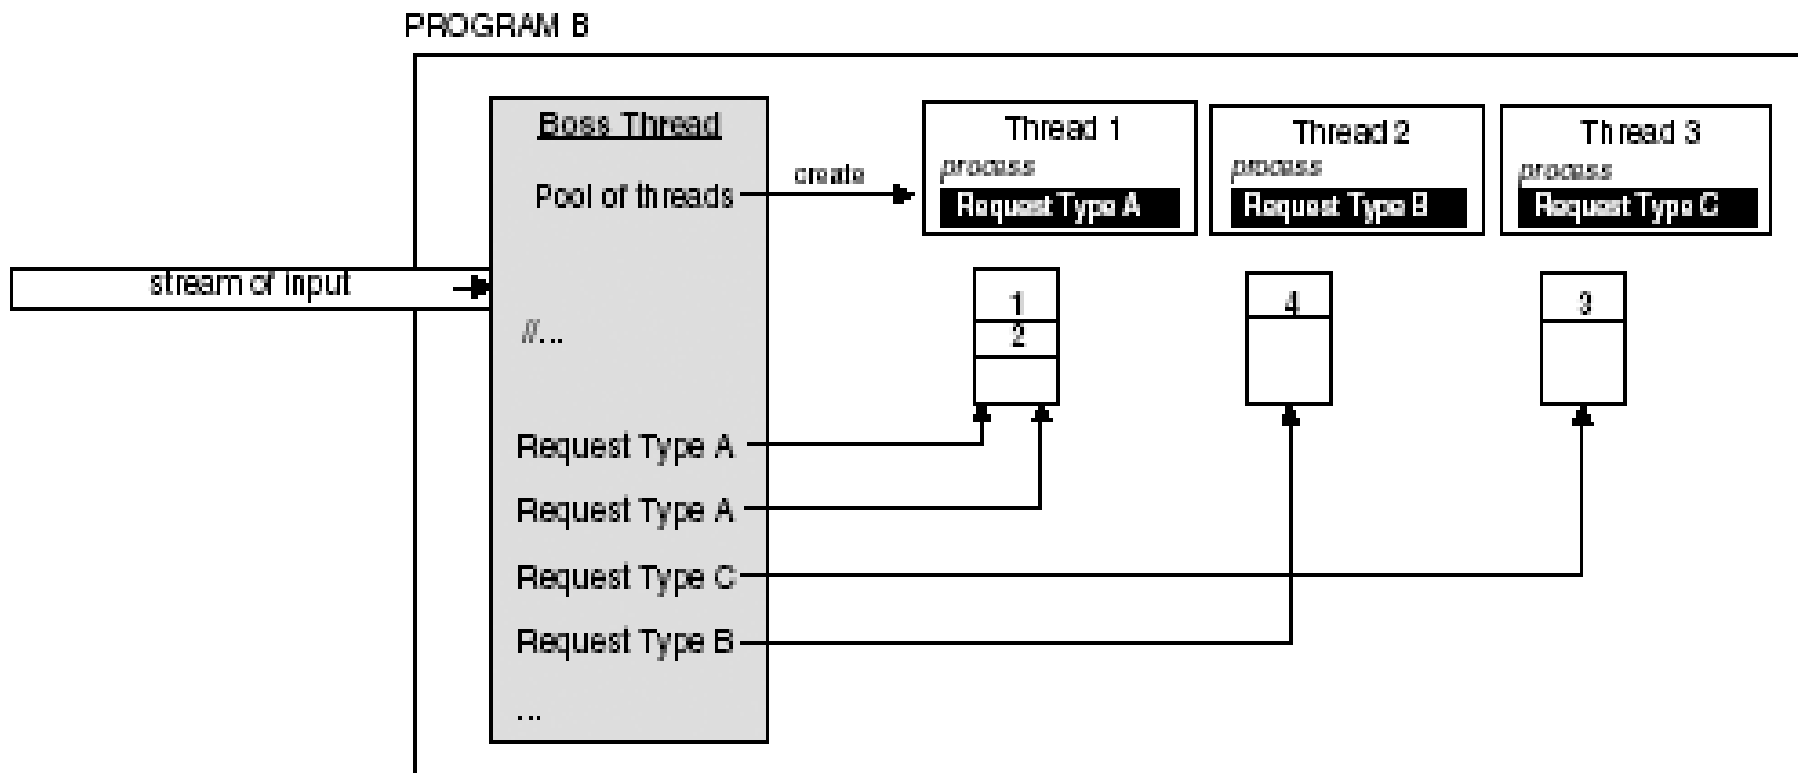 PROGRAM B
Boss Thread
Pool of threads
create
Thread 1
process
Request Type A
Thread 2
process
Request Type B
Thread 3
process
Request Type C
stream of input
//...
1
2
4
3
Request Type A
Request Type A
Request Type C
Request Type B
...